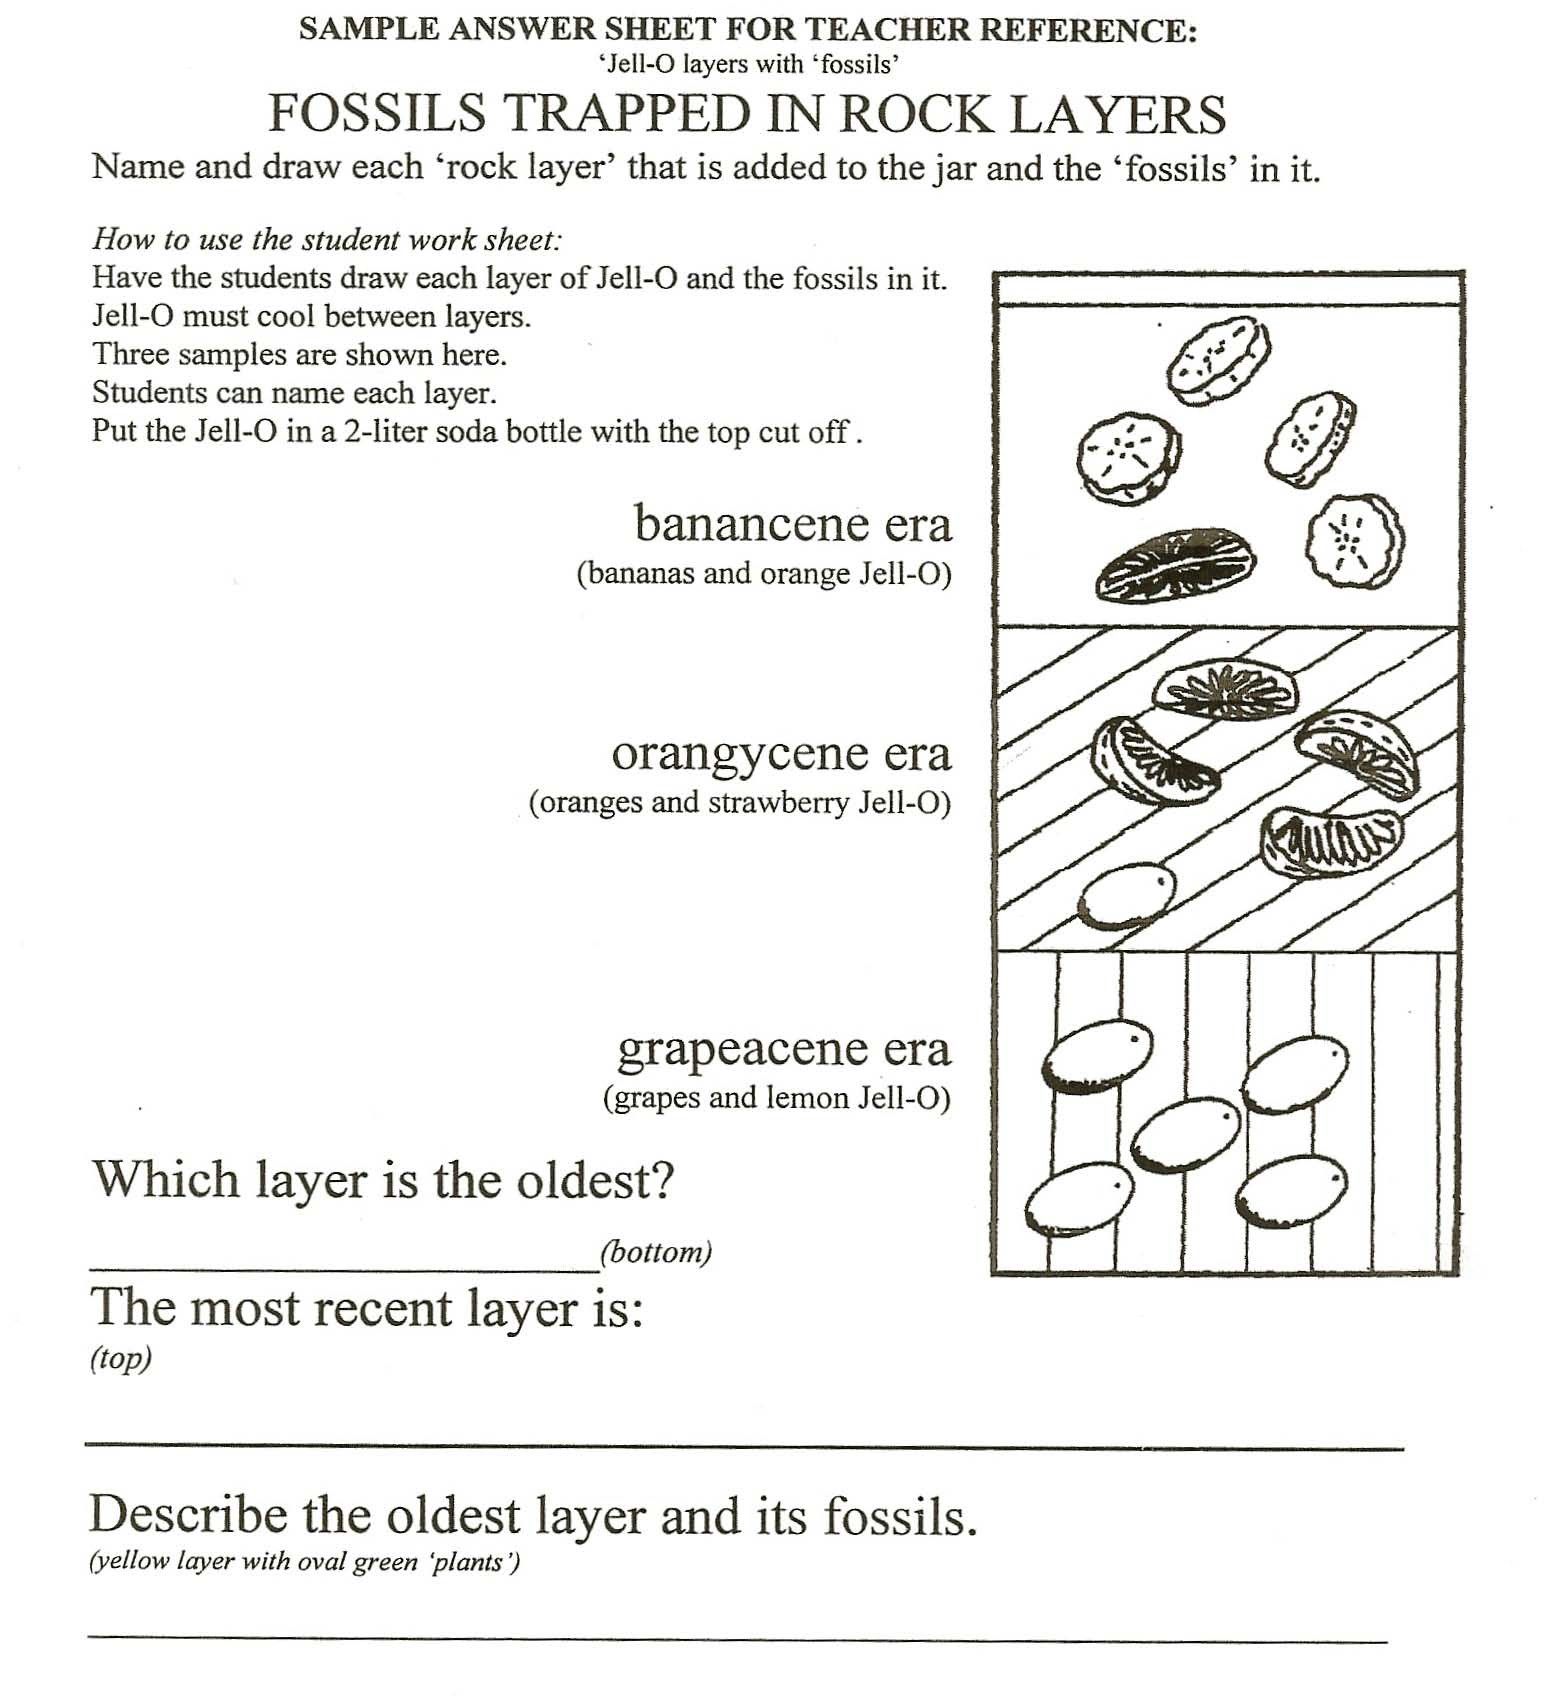 SAMPLE ANSWER SHEET FOR TEACHER REFERENCE:
‘Jell-O layers with ‘fossils’
FOSSILS TRAPPED IN ROCK LAYERS
Name and draw each ‘rock layer’ that is added to the jar and the ‘fossils’ in it.
How to use the student work sheet:
Have the students draw each layer of Jell-O and the fossils in it.
Jell-O must cool between layers.
Three samples are shown here.
Students can name each layer.
Put the Jell-O in a 2-liter soda bottle with the top cut off .
banancene era
(bananas and orange Jell-O)
orangycene era
(oranges and strawberry Jell-O)
grapeacene era
(grapes and lemon Jell-O)
Which layer is the oldest?
(bottom)
The most recent layer is:
(top)
Describe the oldest layer and its fossils.
(yellow layer with oval green ‘plants’)